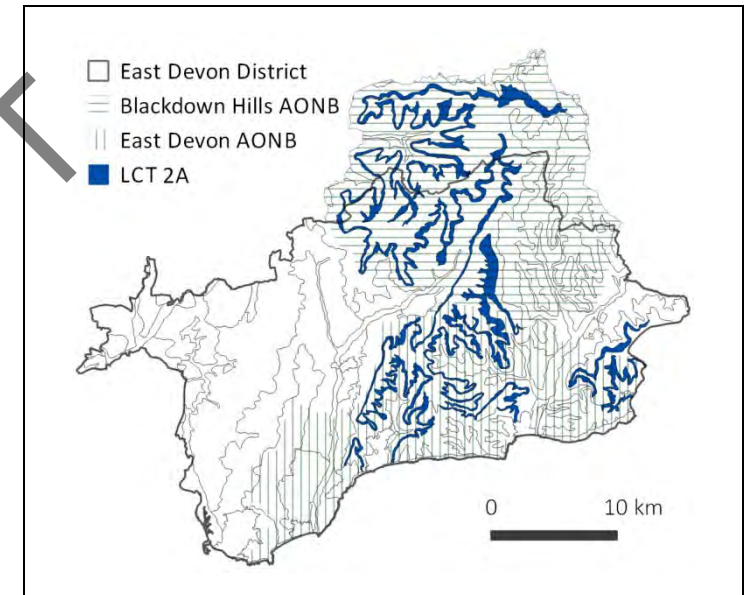 East Devon District
Blackdown Hills AONB
East Devon AONB
LCT 2A
0 10 km